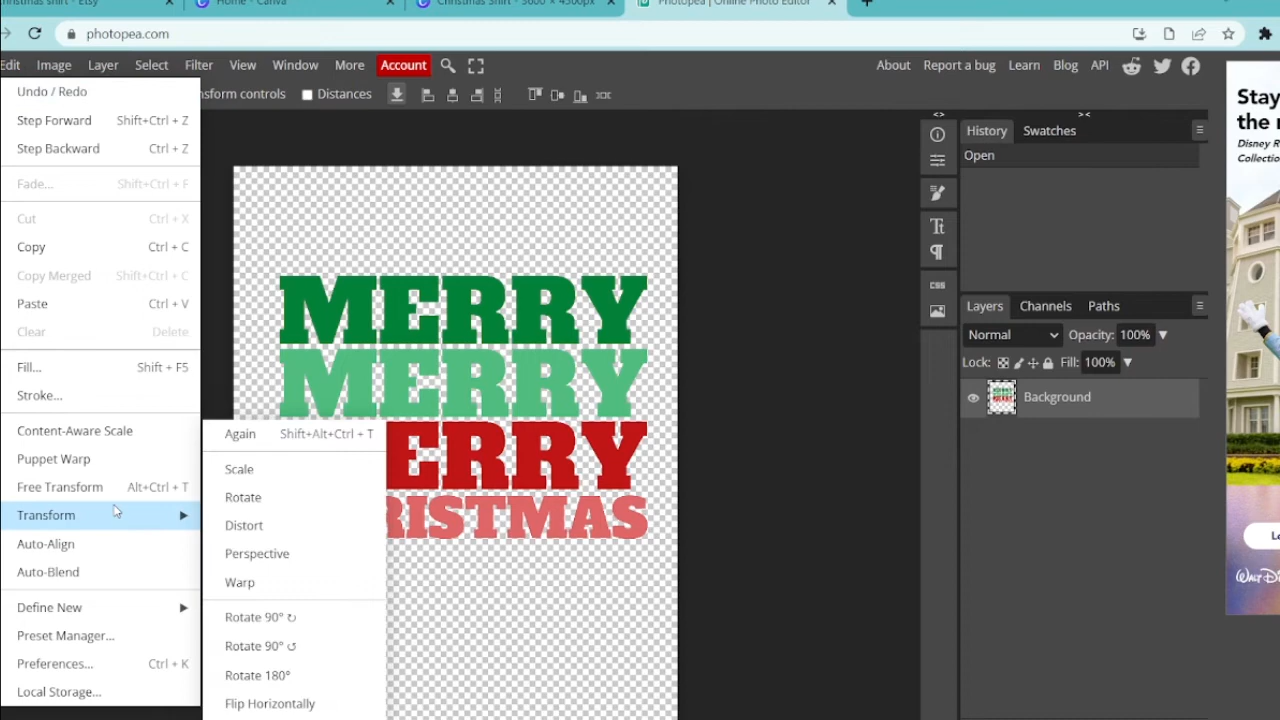 Christmas shirt - Etsy
Home - Canva
Christmas Shirt - 3600 × 4500px
Photopea | Online Photo Editor
photopea.com
Edit Image Layer Select Filter View Window More Account
About Report a bug Learn Blog API
Undo / Redo
nsform controls Distances
Step Forward Shift+Ctrl + Z
Step Backward Ctrl + Z
Fade... Shift+Ctrl + F
Cut Ctrl + X
Copy Ctrl + C
Copy Merged Shift+Ctrl + C
Paste Ctrl + V
Clear Delete
Fill... Shift + F5
Stroke...
Content-Aware Scale
Puppet Warp
Free Transform Alt+Ctrl + T
Transform
Auto-Align
Auto-Blend
Define New
Preset Manager...
Preferences... Ctrl + K
Local Storage...
Again Shift+Alt+Ctrl + T
Scale
Rotate
Distort
Perspective
Warp
Rotate 90° ↻
Rotate 90° ↺
Rotate 180°
Flip Horizontally
MERRY
MERRY
ERRY
RISTMAS
History Swatches
Open
CSS
Layers Channels Paths
Normal Opacity: 100%
Lock: Fill: 100%
Background
Stay
the
Disney R
Collectio